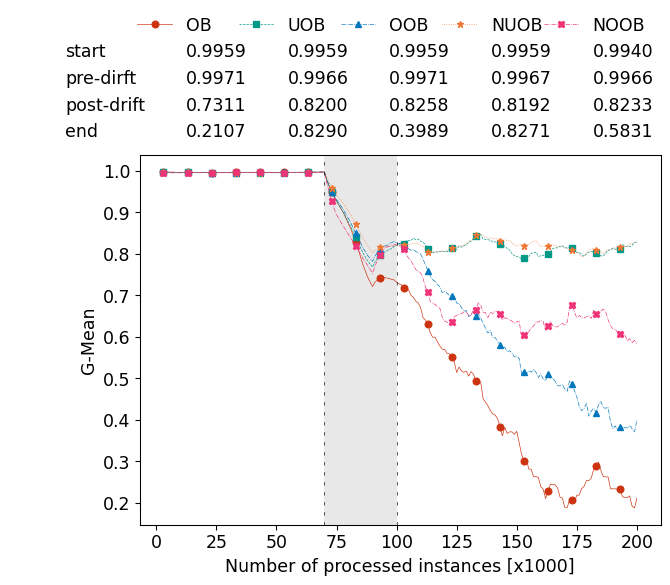 OB UOB OOB NUOB NOOB
start 0.9959 0.9959 0.9959 0.9959 0.9940
pre-dirft 0.9971 0.9966 0.9971 0.9967 0.9966
post-drift 0.7311 0.8200 0.8258 0.8192 0.8233
end 0.2107 0.8290 0.3989 0.8271 0.5831
1.0
0.9
0.8
0.7
0.6
0.5
0.4
0.3
0.2
G-Mean
0 25 50 75 100 125 150 175 200
Number of processed instances [x1000]